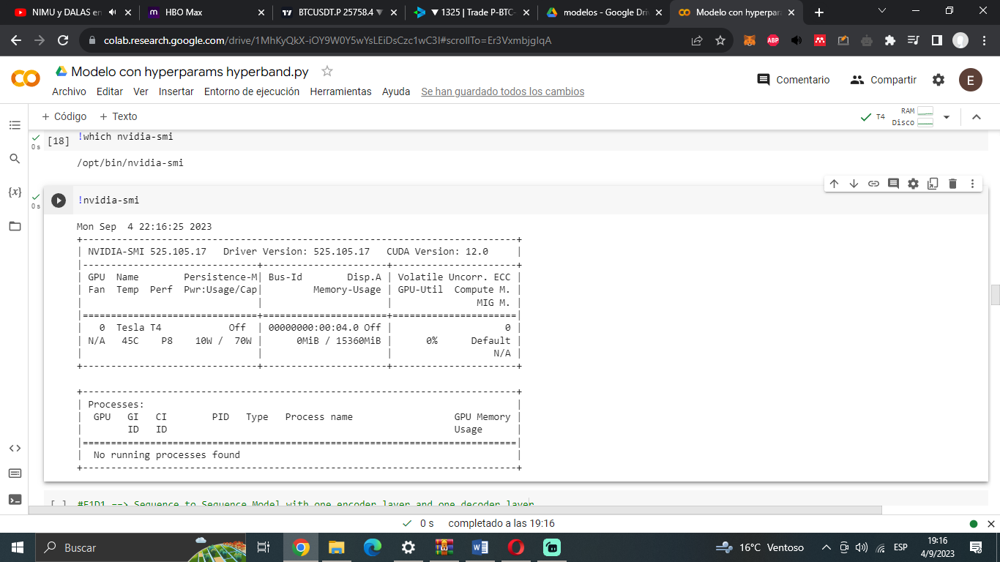 NIMU y DALAS en
HBO Max
BTCUSDT.P 25758.4 ▼
▼ 1325 | Trade P-BTC-
modelos - Google Driv
Modelo con hyperpara
colab.research.google.com/drive/1MhKyQkX-iOY9W0Y5wYsLEiDsCzc1wC3I#scrollTo=Er3VxmbjgIqA
ABP
Modelo con hyperparams hyperband.py
Comentario
Compartir
E
Archivo Editar Ver Insertar Entorno de ejecución Herramientas Ayuda Se han guardado todos los cambios
+ Código + Texto
T4
RAM
Disco
[18] !which nvidia-smi
0 s
/opt/bin/nvidia-smi
{x}
!nvidia-smi
0 s
Mon Sep  4 22:16:25 2023
+-----------------------------------------------------------------------------+
| NVIDIA-SMI 525.105.17   Driver Version: 525.105.17   CUDA Version: 12.0     |
|-------------------------------+----------------------+----------------------+
| GPU  Name        Persistence-M| Bus-Id        Disp.A | Volatile Uncorr. ECC |
| Fan  Temp  Perf  Pwr:Usage/Cap|         Memory-Usage | GPU-Util  Compute M. |
|                               |                      |               MIG M. |
|===============================+======================+======================|
|   0  Tesla T4            Off  | 00000000:00:04.0 Off |                    0 |
| N/A   45C    P8    10W /  70W |      0MiB / 15360MiB |      0%      Default |
|                               |                      |                  N/A |
+-------------------------------+----------------------+----------------------+
+-----------------------------------------------------------------------------+
| Processes:                                                                  |
|  GPU   GI   CI        PID   Type   Process name                  GPU Memory |
|        ID   ID                                                   Usage      |
|=============================================================================|
|  No running processes found                                                 |
+-----------------------------------------------------------------------------+
[ ] #E1D1 ==> Sequence to Sequence Model with one encoder layer and one decoder layer
0 s completado a las 19:16
Buscar
16°C Ventoso
ESP
19:16
4/9/2023